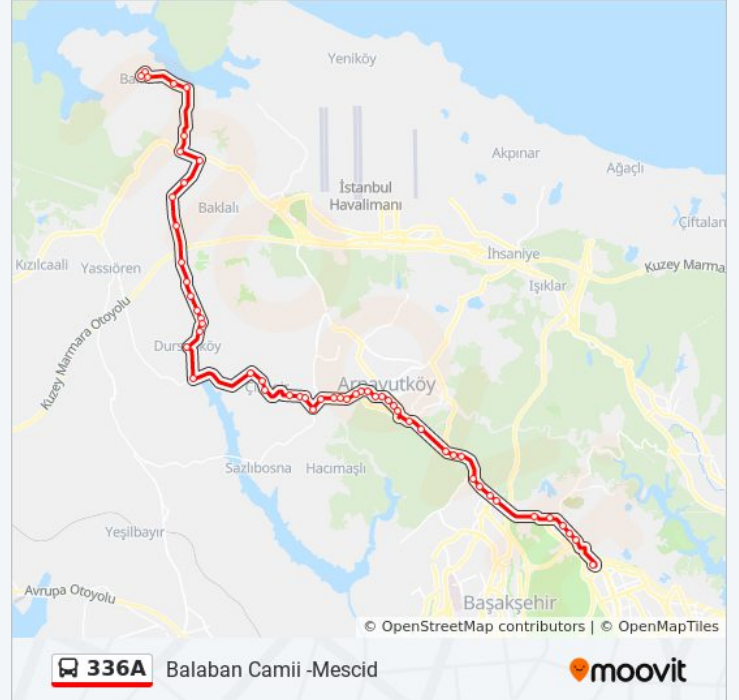 Yeniköy
Akpınar
Ağaçlı
İstanbul
Havalimanı
Baklalı
Çiftalan
İhsaniye
Kızılcaali
Yassıören
Kuzey Marma
Işıklar
Kuzey Marmara Otoyolu
Arnavutköy
Sazlıbosna
Hacımaşlı
Yeşilbayır
Avrupa Otoyolu
Başakşehir
© OpenStreetMap contributors | © OpenMapTiles
336A Balaban Camii -Mescid
moovit